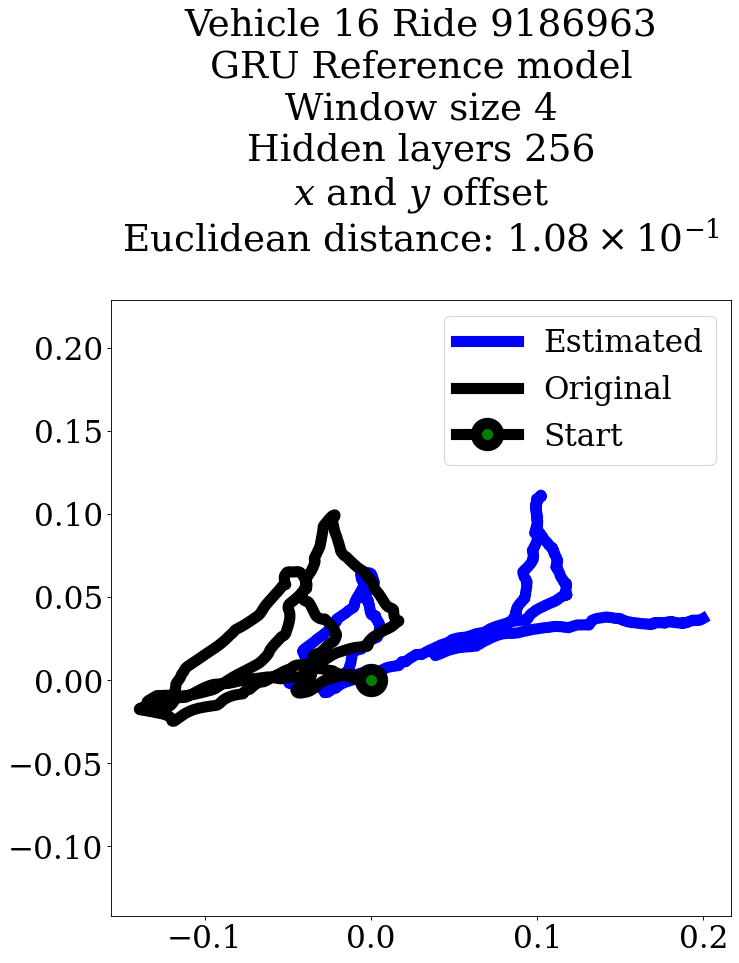 Vehicle 16 Ride 9186963
GRU Reference model
Window size 4
Hidden layers 256
x and y offset
Euclidean distance: 1.08 × 10⁻¹
Estimated
Original
Start
0.20
0.15
0.10
0.05
0.00
−0.05
−0.10
−0.1 0.0 0.1 0.2